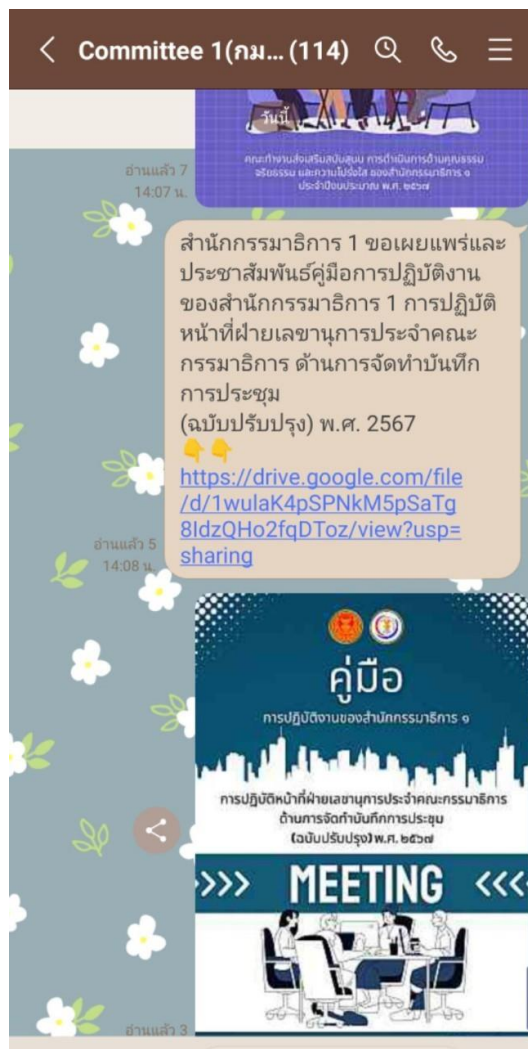 Committee 1(กม... (114)
วันนี้
คณะทำงานส่งเสริมสนับสนุน การดำเนินการด้านคุณธรรม
จริยธรรม และความโปร่งใส ของสำนักกรรมาธิการ ๑
ประจำปีงบประมาณ พ.ศ. ๒๕๖๗
อ่านแล้ว 7
14:07 น.
สำนักกรรมาธิการ 1 ขอเผยแพร่และ
ประชาสัมพันธ์คู่มือการปฏิบัติงาน
ของสำนักกรรมาธิการ 1 การปฏิบัติ
หน้าที่ฝ่ายเลขานุการประจำคณะ
กรรมาธิการ ด้านการจัดทำบันทึก
การประชุม
(ฉบับปรับปรุง) พ.ศ. 2567
👇👇
https://drive.google.com/file
/d/1wulaK4pSPNkM5pSaTg
8IdzQHo2fqDToz/view?usp=
sharing
อ่านแล้ว 5
14:08 น.
คู่มือ
การปฏิบัติงานของสำนักกรรมาธิการ ๑
การปฏิบัติหน้าที่ฝ่ายเลขานุการประจำคณะกรรมาธิการ
ด้านการจัดทำบันทึกการประชุม
(ฉบับปรับปรุง) พ.ศ. ๒๕๖๗
>>> MEETING <<<
อ่านแล้ว 3